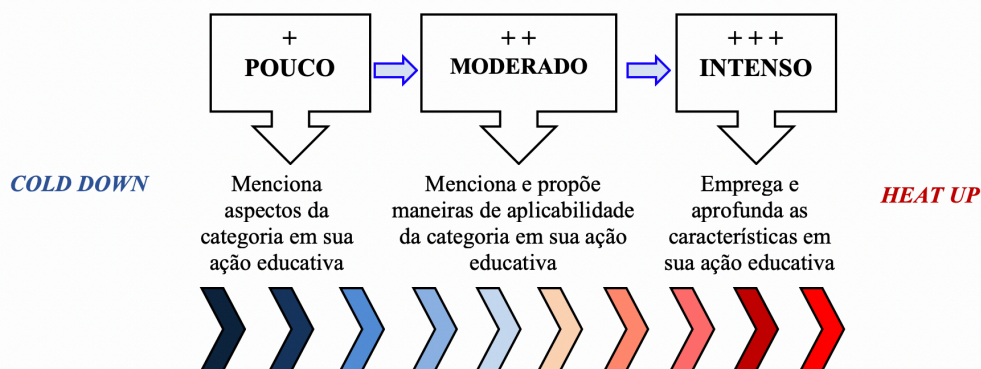 +
POUCO
++
MODERADO
+++
INTENSO
COLD DOWN
Menciona
aspectos da
categoria em sua
ação educativa
Menciona e propõe
maneiras de aplicabilidade
da categoria em sua ação
educativa
Emprega e
aprofunda as
características em
sua ação educativa
HEAT UP